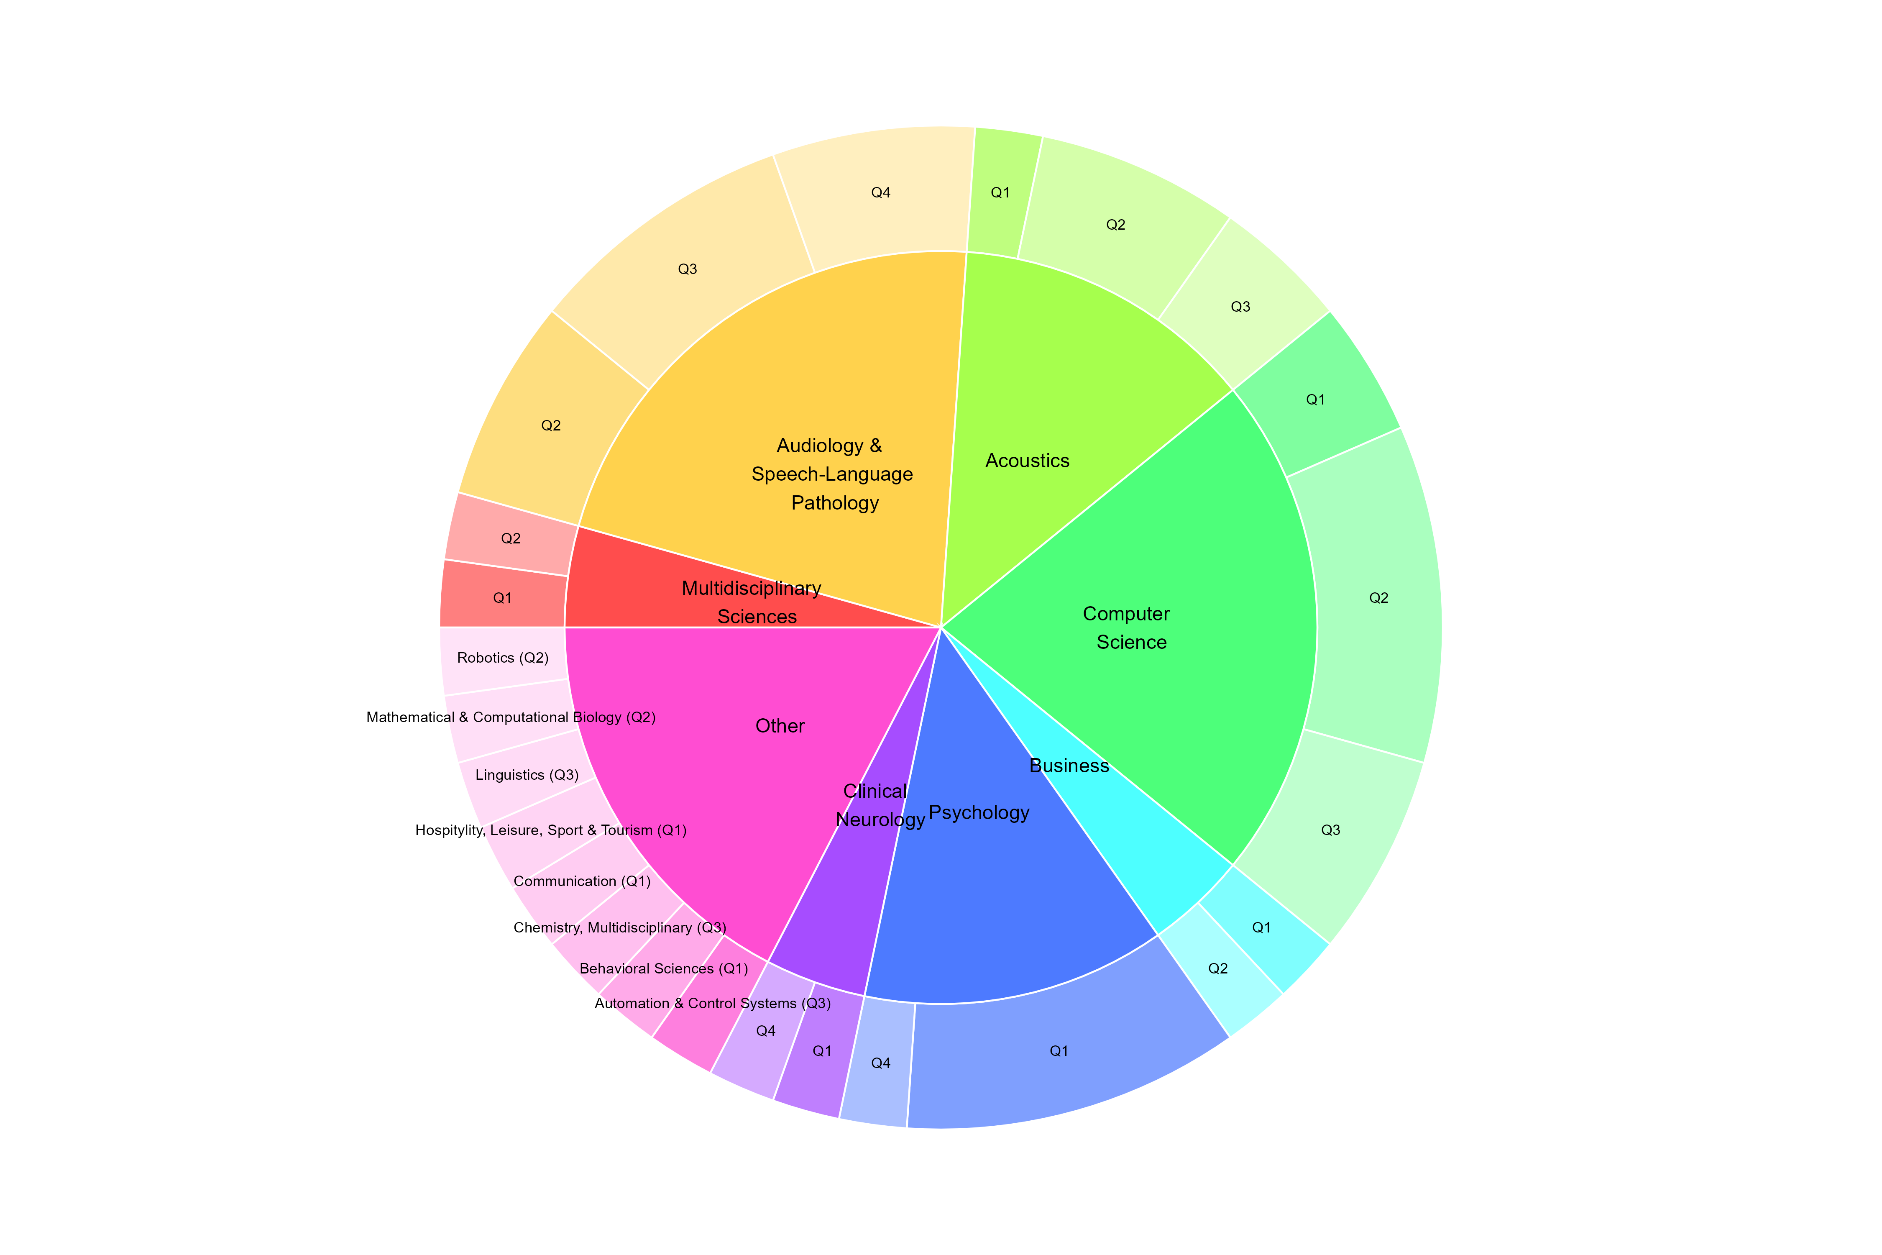 Q4
Q1
Q2
Q3
Q3
Q1
Q2
Audiology &
Speech-Language
Pathology
Acoustics
Q2
Multidisciplinary
Sciences
Q1
Computer
Science
Q2
Robotics (Q2)
Mathematical & Computational Biology (Q2)
Other
Linguistics (Q3)
Business
Clinical
Neurology
Psychology
Hospitylity, Leisure, Sport & Tourism (Q1)
Q3
Communication (Q1)
Chemistry, Multidisciplinary (Q3)
Q1
Behavioral Sciences (Q1)
Q2
Automation & Control Systems (Q3)
Q4
Q1
Q4
Q1